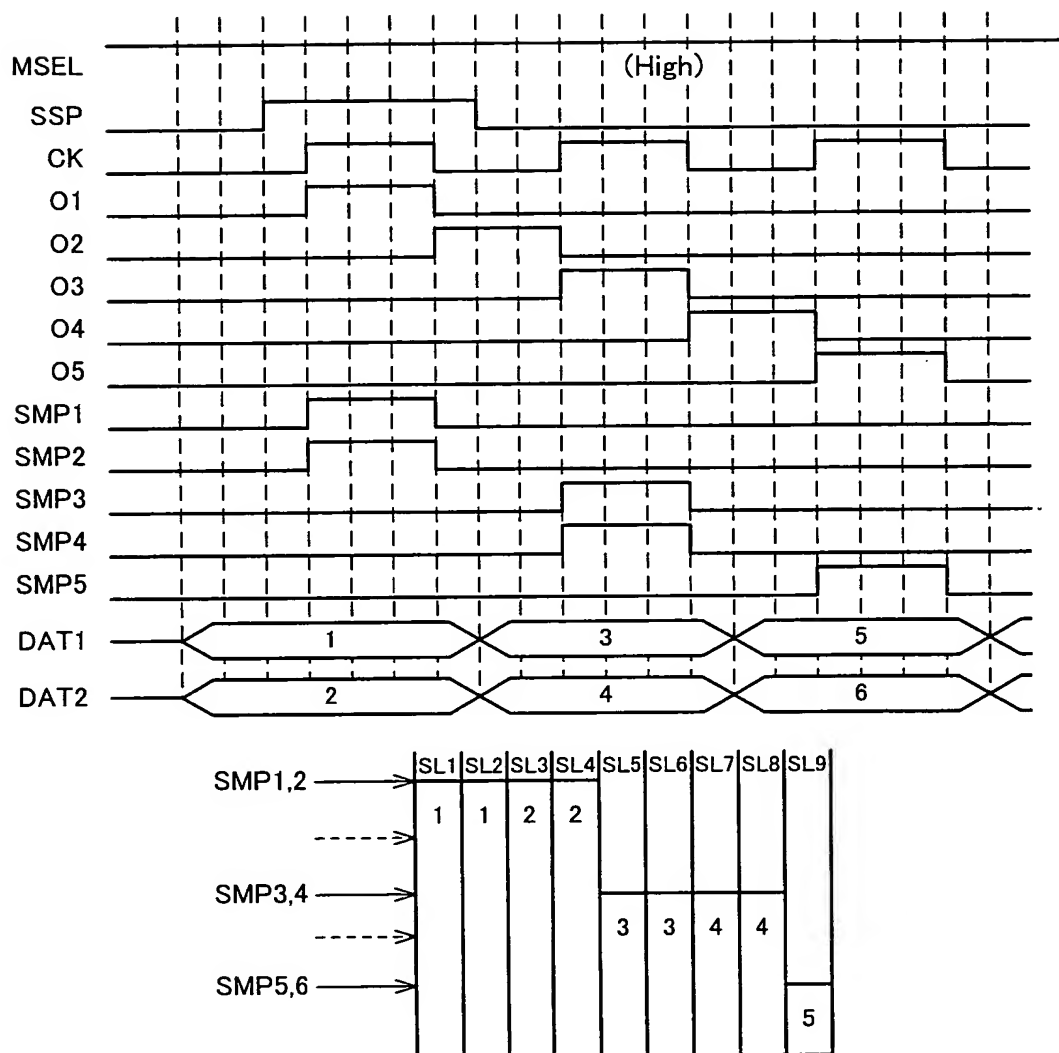 MSEL (High)
SSP
CK
O1
O2
O3
O4
O5
SMP1
SMP2
SMP3
SMP4
SMP5
DAT1 1 3 5
DAT2 2 4 6
SMP1,2 SL1 SL2 SL3 SL4 SL5 SL6 SL7 SL8 SL9
1 1 2 2
SMP3,4
3 3 4 4
SMP5,6
5